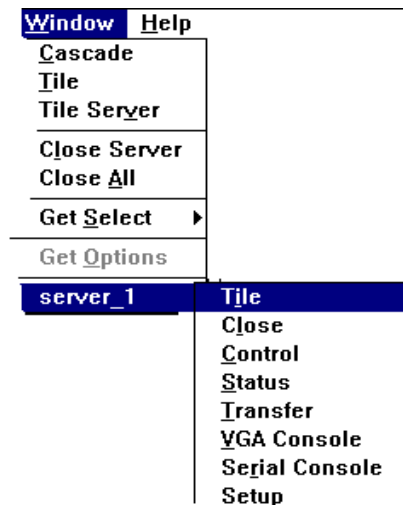 Window Help
Cascade
Tile
Tile Server
Close Server
Close All
Get Select
Get Options
server_1
Tile
Close
Control
Status
Transfer
VGA Console
Serial Console
Setup